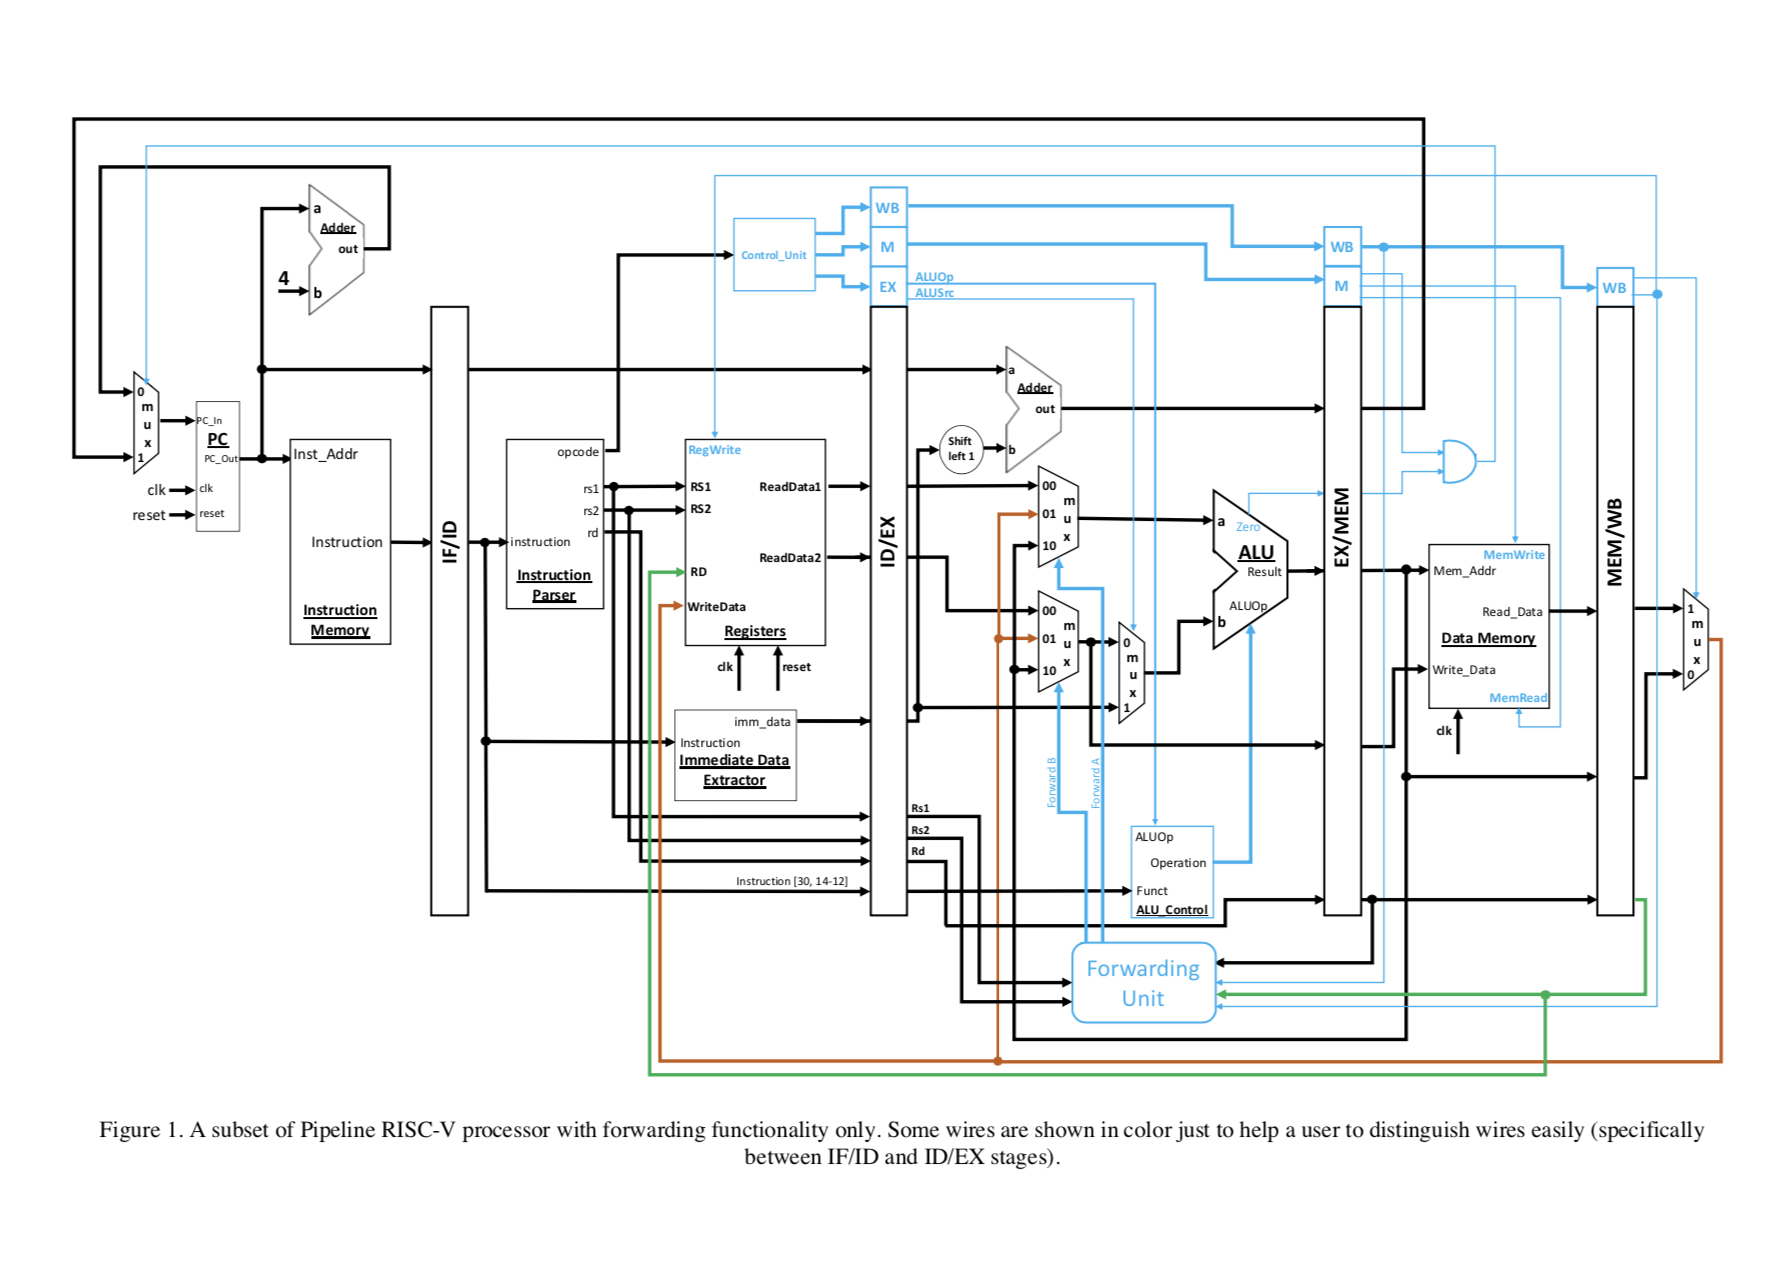 Adder
a
out
4
b
0
m
u
x
1
PC_In
PC
PC_Out
clk
clk
reset
reset
Inst_Addr
Instruction
Instruction
Memory
IF/ID
opcode
rs1
rs2
rd
instruction
Instruction
Parser
Control_Unit
RegWrite
RS1
RS2
ReadData1
ReadData2
RD
WriteData
Registers
clk
reset
imm_data
Instruction
Immediate Data
Extractor
Instruction [30, 14-12]
WB
M
EX
ID/EX
ALUOp
ALUSrc
a
Adder
out
b
Shift
left 1
00
01
10
m
u
x
00
01
10
m
u
x
0
m
u
x
1
a
Zero
ALU
Result
ALUOp
b
Forward B
Forward A
Rs1
Rs2
Rd
ALUOp
Operation
Funct
ALU_Control
Forwarding
Unit
WB
M
EX/MEM
MemWrite
Mem_Addr
Read_Data
Data Memory
Write_Data
MemRead
clk
WB
MEM/WB
1
m
u
x
0
Figure 1. A subset of Pipeline RISC-V processor with forwarding functionality only. Some wires are shown in color just to help a user to distinguish wires easily (specifically
between IF/ID and ID/EX stages).